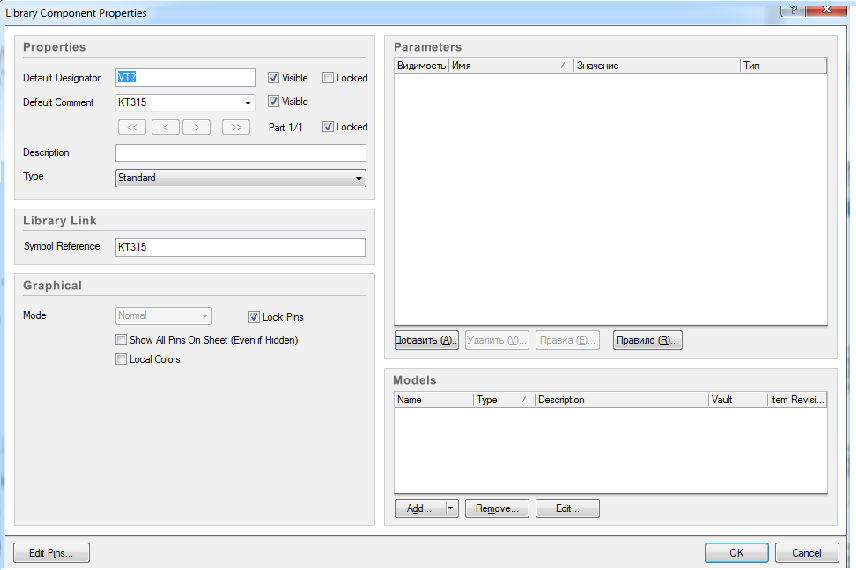 Library Component Properties
Properties
Default Designator VT? Visible Locked
Default Comment KT315 Visible
<< < > >> Part 1/1 Locked
Description
Type Standard
Library Link
Symbol Reference KT315
Graphical
Mode Normal Lock Pins
Show All Pins On Sheet (Even if Hidden)
Local Colors
Parameters
Видимость Имя Значение Тип
Добавить (A)... Удалить (V)... Правка (E)... Правило (R)...
Models
Name Type Description Vault Item Revisi...
Add... Remove... Edit...
Edit Pins... OK Cancel